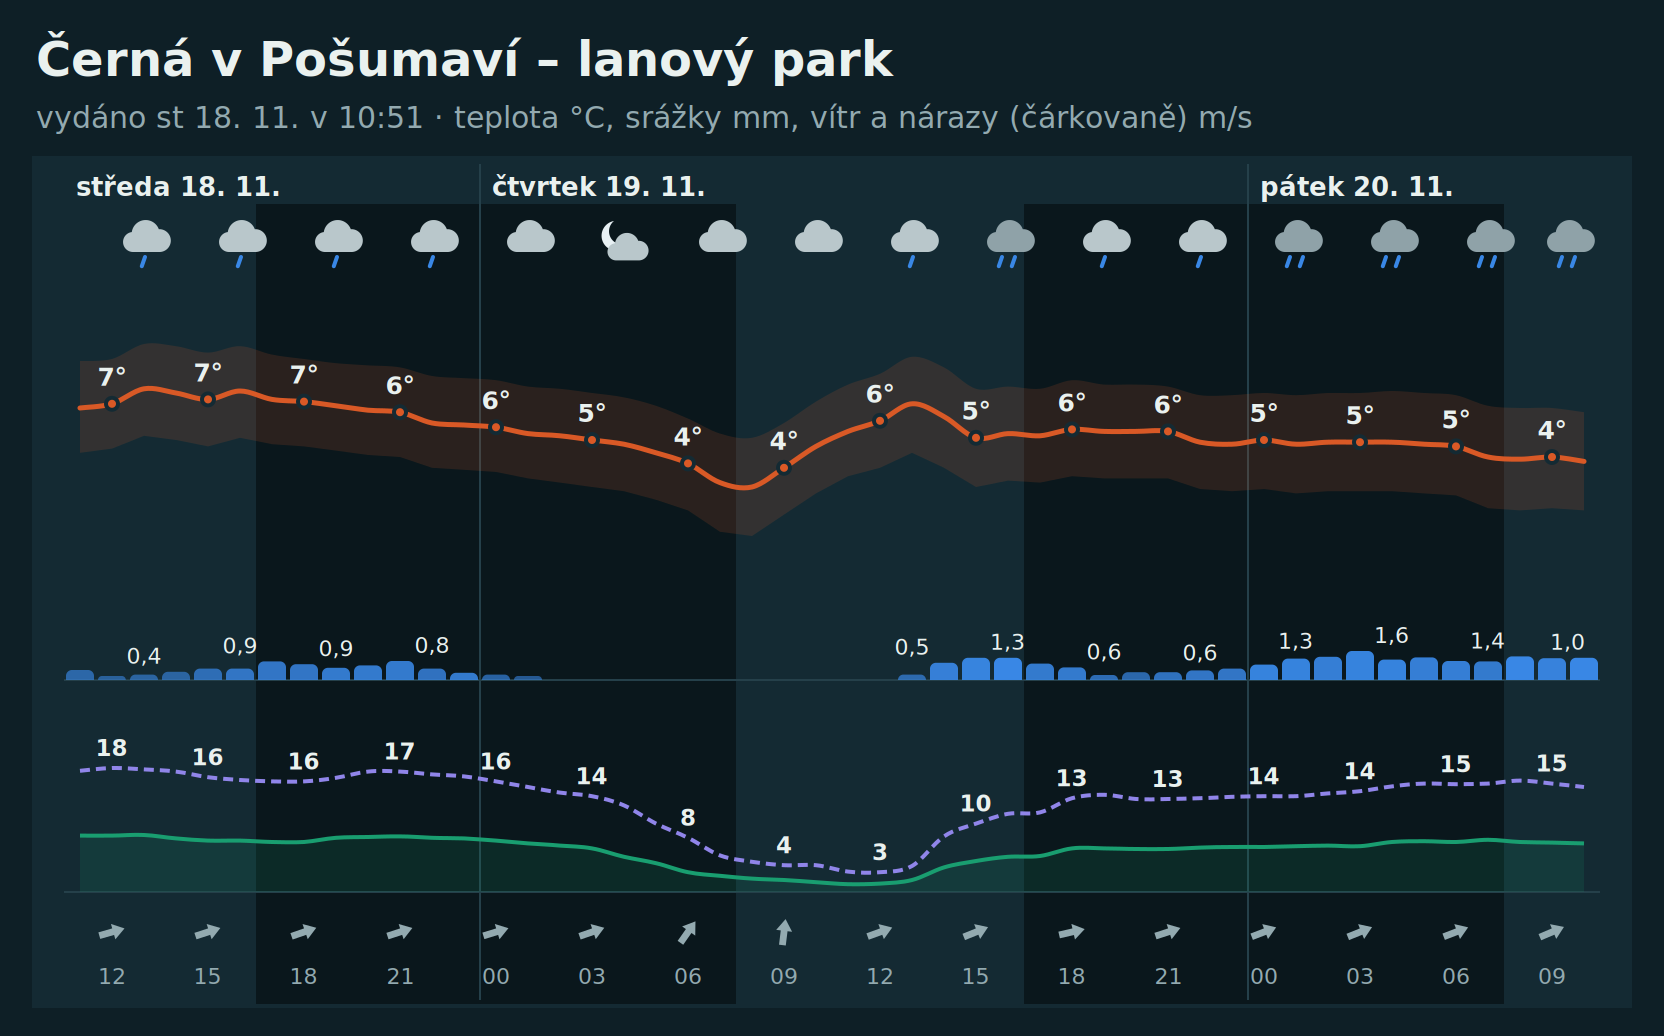 Černá v Pošumaví – lanový park
vydáno st 18. 11. v 10:51 · teplota °C, srážky mm, vítr a nárazy (čárkovaně) m/s
středa 18. 11. čtvrtek 19. 11. pátek 20. 11.
7° 7° 7° 6° 6° 5° 4° 4° 6° 5° 6° 6° 5° 5° 5° 4°
0,4 0,9 0,9 0,8 0,5 1,3 0,6 0,6 1,3 1,6 1,4 1,0
18 16 16 17 16 14 8 4 3 10 13 13 14 14 15 15
12 15 18 21 00 03 06 09 12 15 18 21 00 03 06 09